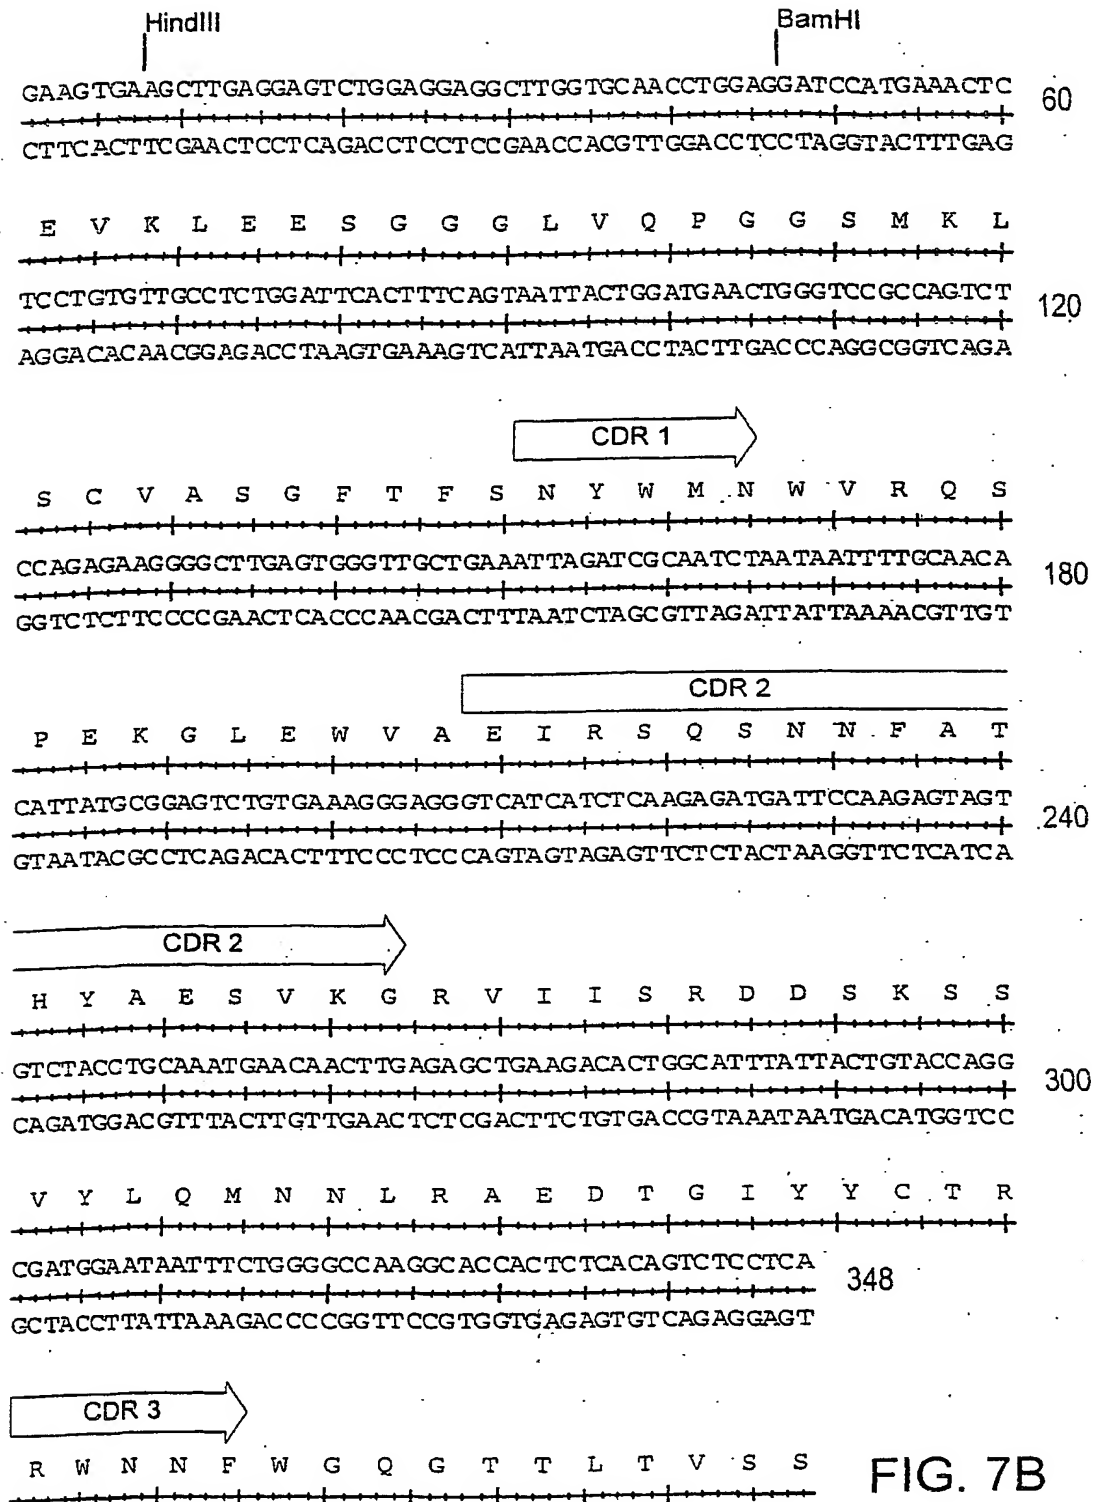 HindIII BamHI
GAAGTGAAGCTTGAGGAGTCTGGAGGAGGCTTGGTGCAACCTGGAGGATCCATGAAACTC 60
CTTCACTTCGAACTCCTCAGACCTCCTCCGAACCACGTTGGACCTCCTAGGTACTTTGAG
E V K L E E S G G G L V Q P G G S M K L
TCCTGTGTTGCCTCTGGATTCACTTTCAGTAATTACTGGATGAACTGGGTCCGCCAGTCT 120
AGGACACAACGGAGACCTAAGTGAAAGTCATTAATGACCTACTTGACCCAGGCGGTCAGA
CDR 1
S C V A S G F T F S N Y W M N W V R Q S
CCAGAGAAGGGGCTTGAGTGGGTTGCTGAAATTAGATCGCAATCTAATAATTTTGCAACA 180
GGTCTCTTCCCCGAACTCACCCAACGACTTTAATCTAGCGTTAGATTATTAAAACGTTGT
CDR 2
P E K G L E W V A E I R S Q S N N F A T
CATTATGCGGAGTCTGTGAAAGGGAGGGTCATCATCTCAAGAGATGATTCCAAGAGTAGT 240
GTAATACGCCTCAGACACTTTCCCTCCCAGTAGTAGAGTTCTCTACTAAGGTTCTCATCA
CDR 2
H Y A E S V K G R V I I S R D D S K S S
GTCTACCTGCAAATGAACAACTTGAGAGCTGAAGACACTGGCATTTATTACTGTACCAGG 300
CAGATGGACGTTTACTTGTTGAACTCTCGACTTCTGTGACCGTAAATAATGACATGGTCC
V Y L Q M N N L R A E D T G I Y Y C T R
CGATGGAATAATTTCTGGGGCCAAGGCACCACTCTCACAGTCTCCTCA 348
GCTACCTTATTAAAGACCCCGGTTCCGTGGTGAGAGTGTCAGAGGAGT
CDR 3
R W N N F W G Q G T T L T V S S
FIG. 7B